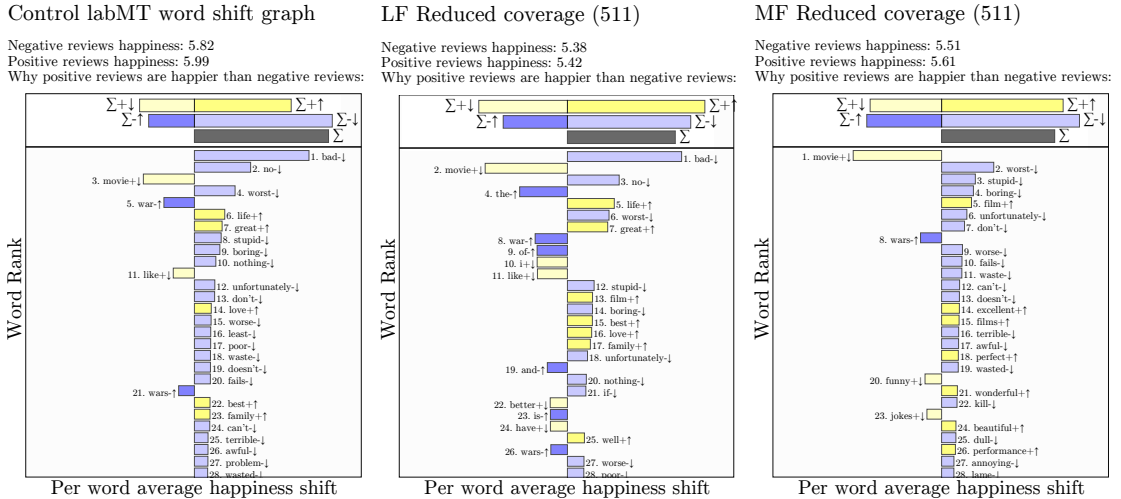 Control labMT word shift graph
Negative reviews happiness: 5.82
Positive reviews happiness: 5.99
Why positive reviews are happier than negative reviews:
Σ+↓
Σ+↑
Σ-↑
Σ-↓
Σ
1. bad-↓
2. no-↓
3. movie+↓
4. worst-↓
5. war-↑
6. life+↑
7. great+↑
8. stupid-↓
9. boring-↓
10. nothing-↓
11. like+↓
12. unfortunately-↓
13. don't-↓
14. love+↑
15. worse-↓
16. least-↓
17. poor-↓
18. waste-↓
19. doesn't-↓
20. fails-↓
21. wars-↑
22. best+↑
23. family+↑
24. can't-↓
25. terrible-↓
26. awful-↓
27. problem-↓
28. wasted-↓
Word Rank
Per word average happiness shift
LF Reduced coverage (511)
Negative reviews happiness: 5.38
Positive reviews happiness: 5.42
Why positive reviews are happier than negative reviews:
Σ+↓
Σ+↑
Σ-↑
Σ-↓
Σ
1. bad-↓
2. movie+↓
3. no-↓
4. the-↑
5. life+↑
6. worst-↓
7. great+↑
8. war-↑
9. of-↑
10. i+↓
11. like+↓
12. stupid-↓
13. film+↑
14. boring-↓
15. best+↑
16. love+↑
17. family+↑
18. unfortunately-↓
19. and-↑
20. nothing-↓
21. if-↓
22. better+↓
23. is-↑
24. have+↓
25. well+↑
26. wars-↑
27. worse-↓
28. poor-↓
Word Rank
Per word average happiness shift
MF Reduced coverage (511)
Negative reviews happiness: 5.51
Positive reviews happiness: 5.61
Why positive reviews are happier than negative reviews:
Σ+↓
Σ+↑
Σ-↑
Σ-↓
Σ
1. movie+↓
2. worst-↓
3. stupid-↓
4. boring-↓
5. film+↑
6. unfortunately-↓
7. don't-↓
8. wars-↑
9. worse-↓
10. fails-↓
11. waste-↓
12. can't-↓
13. doesn't-↓
14. excellent+↑
15. films+↑
16. terrible-↓
17. awful-↓
18. perfect+↑
19. wasted-↓
20. funny+↓
21. wonderful+↑
22. kill-↓
23. jokes+↓
24. beautiful+↑
25. dull-↓
26. performance+↑
27. annoying-↓
28. lame-↓
Word Rank
Per word average happiness shift